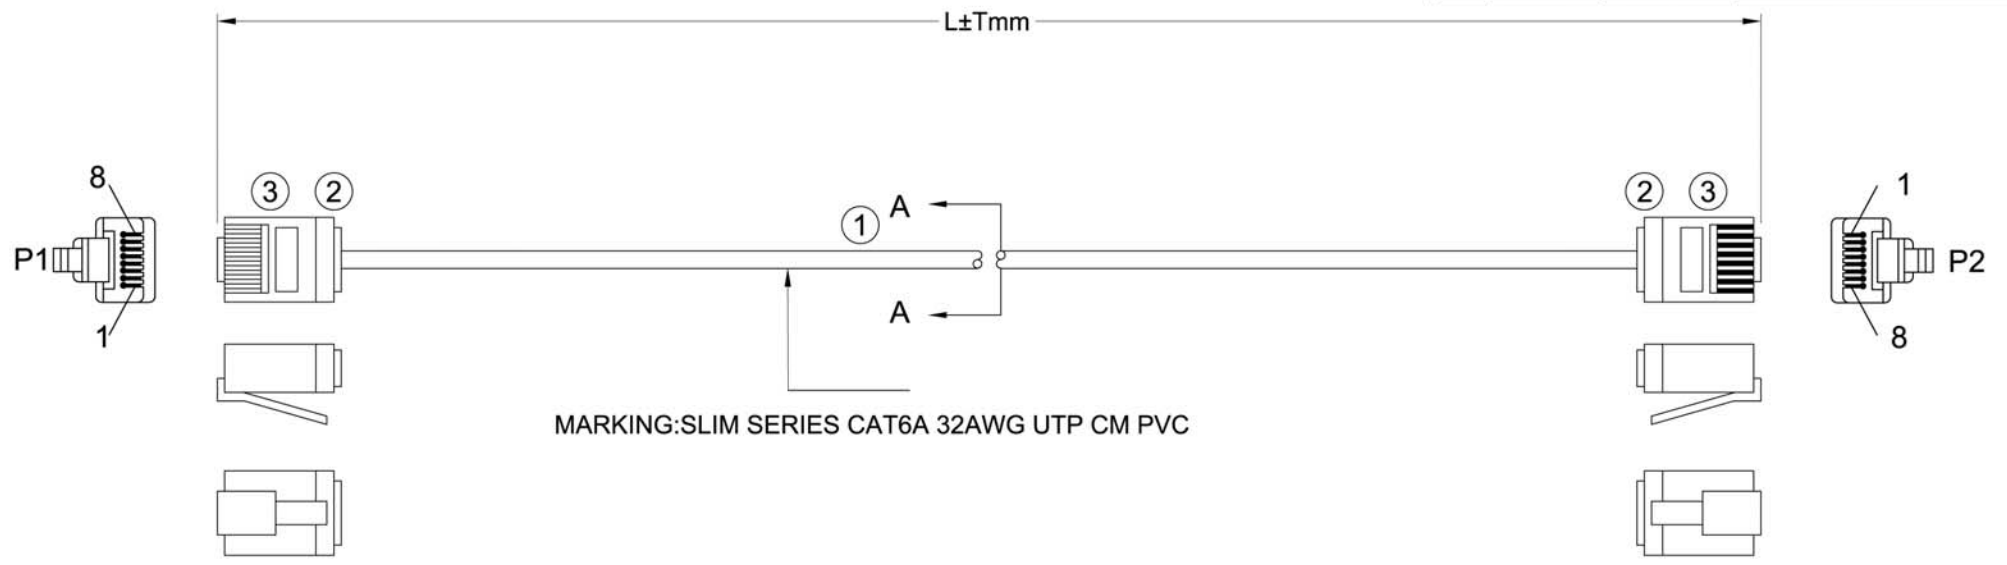 L±Tmm
8
3
2
1
A
2
3
1
P1
P2
1
A
8
MARKING:SLIM SERIES CAT6A 32AWG UTP CM PVC